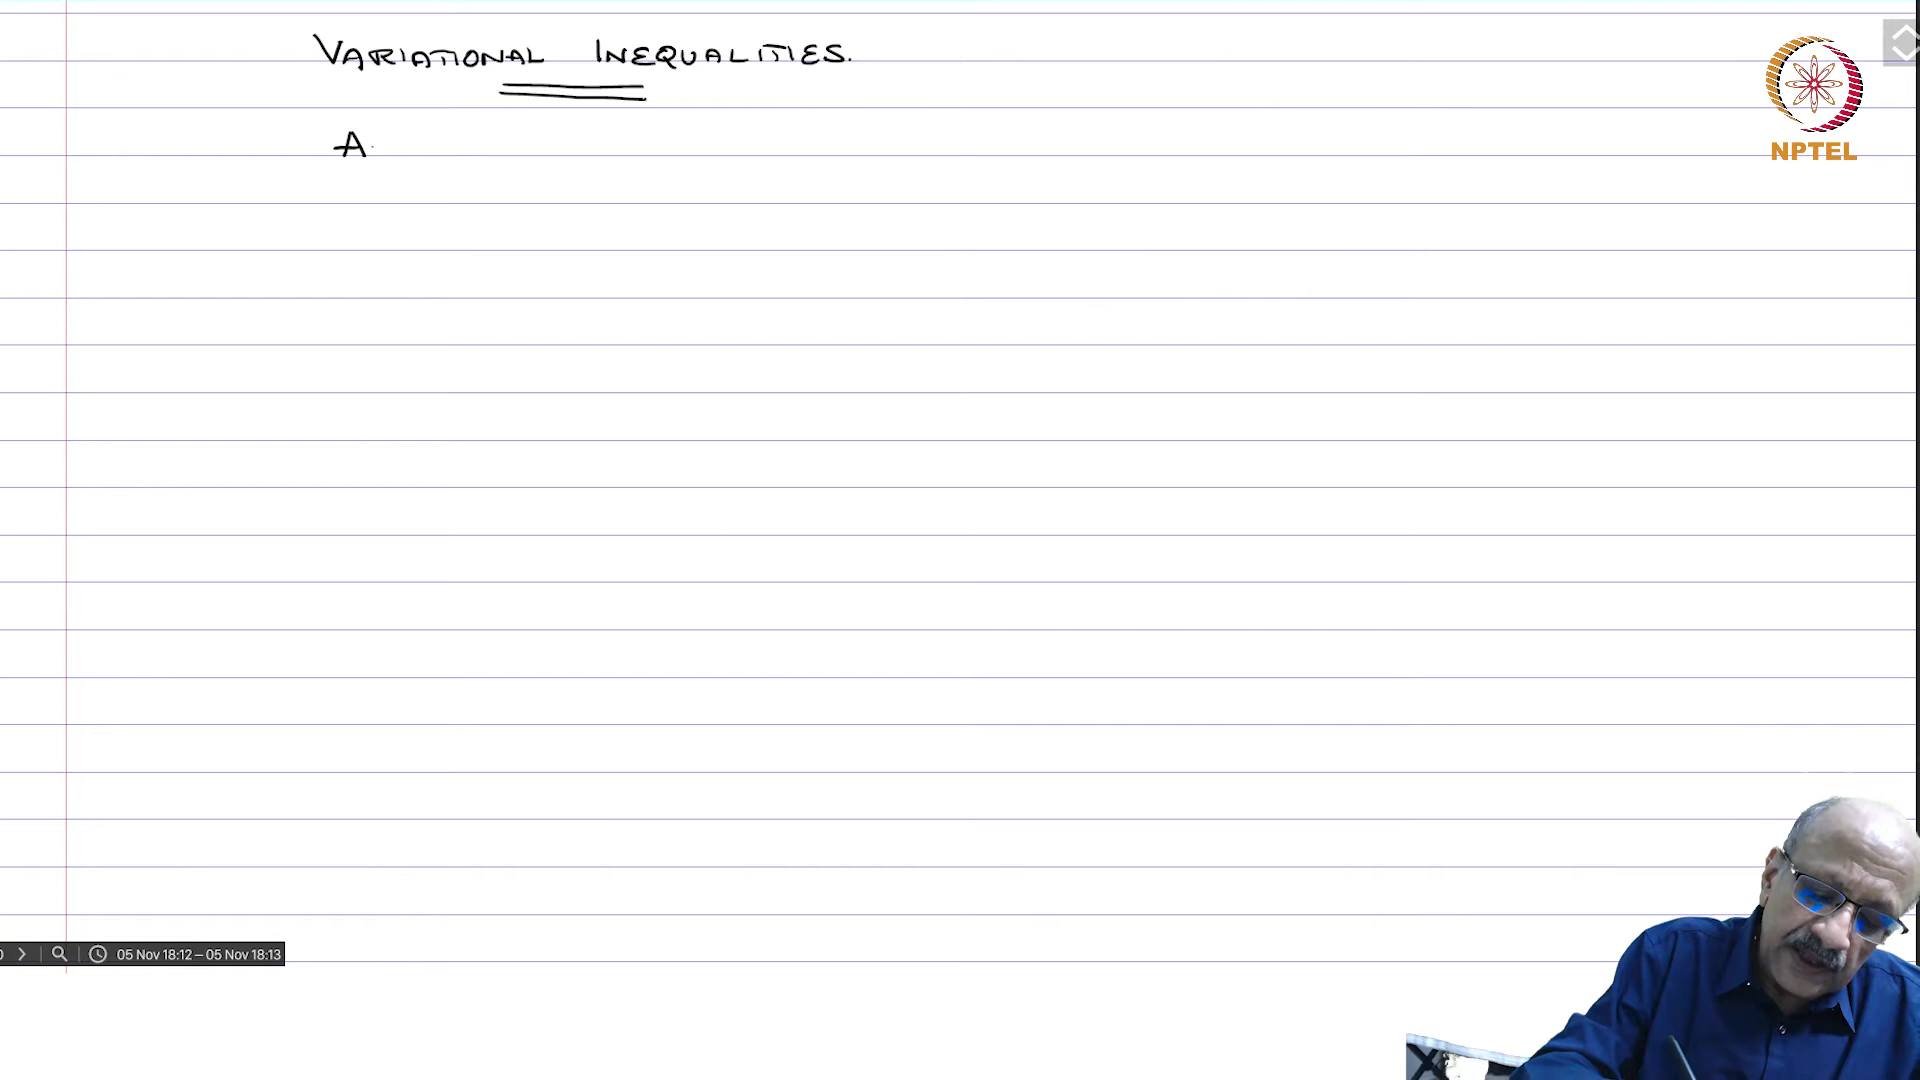 VARIATIONAL INEQUALITIES.
A
NPTEL
05 Nov 18:12 – 05 Nov 18:13